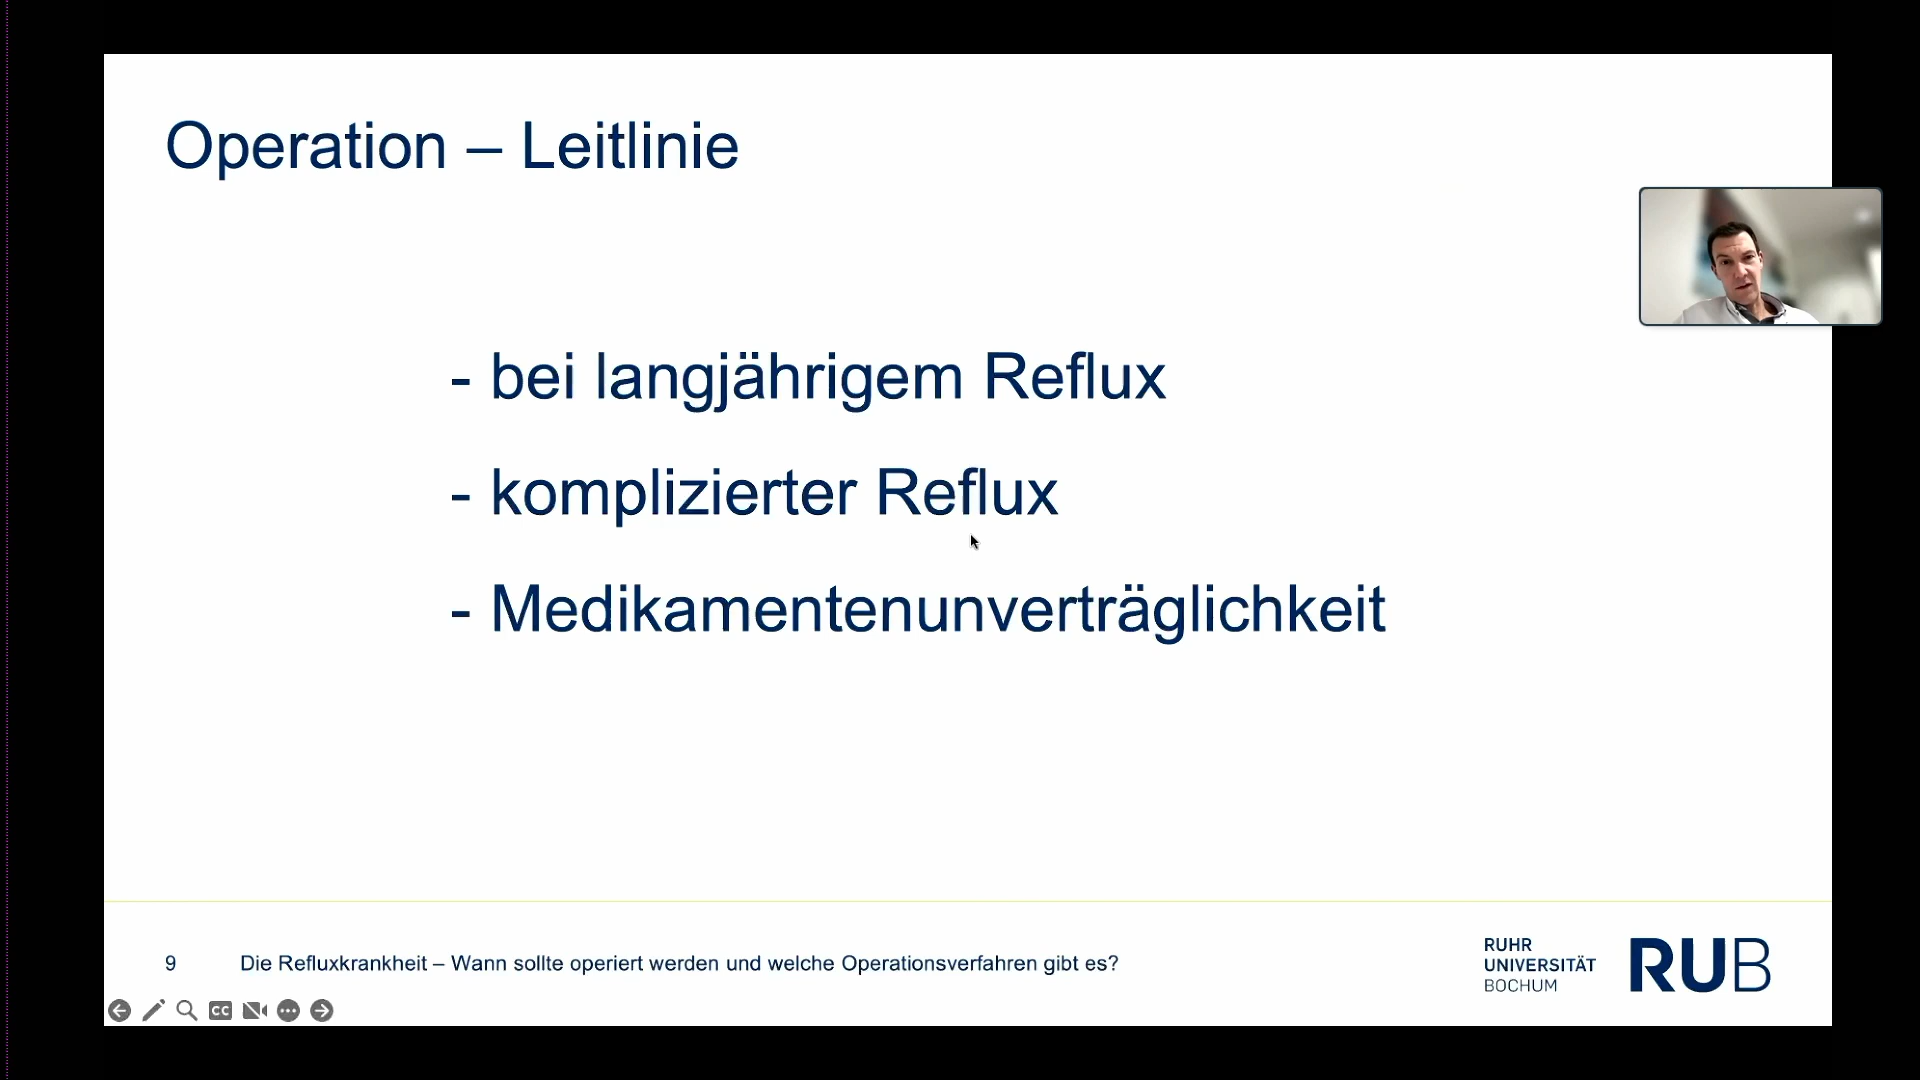 Operation – Leitlinie
- bei langjährigem Reflux
- komplizierter Reflux
- Medikamentenunverträglichkeit
9 Die Refluxkrankheit – Wann sollte operiert werden und welche Operationsverfahren gibt es?
RUHR
UNIVERSITÄT
BOCHUM
RUB
CC